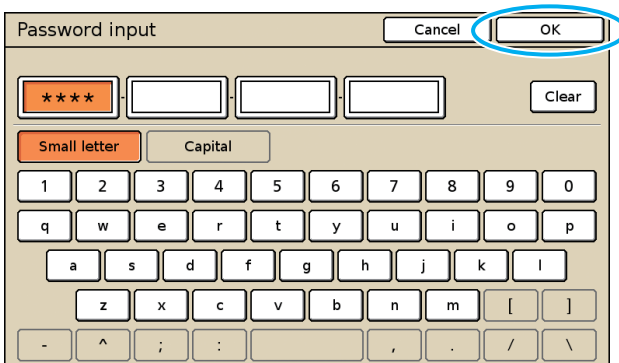 Password input Cancel OK
**** - - - Clear
Small letter Capital
1 2 3 4 5 6 7 8 9 0
q w e r t y u i o p
a s d f g h j k l
z x c v b n m [ ]
- ^ ; : , . / \